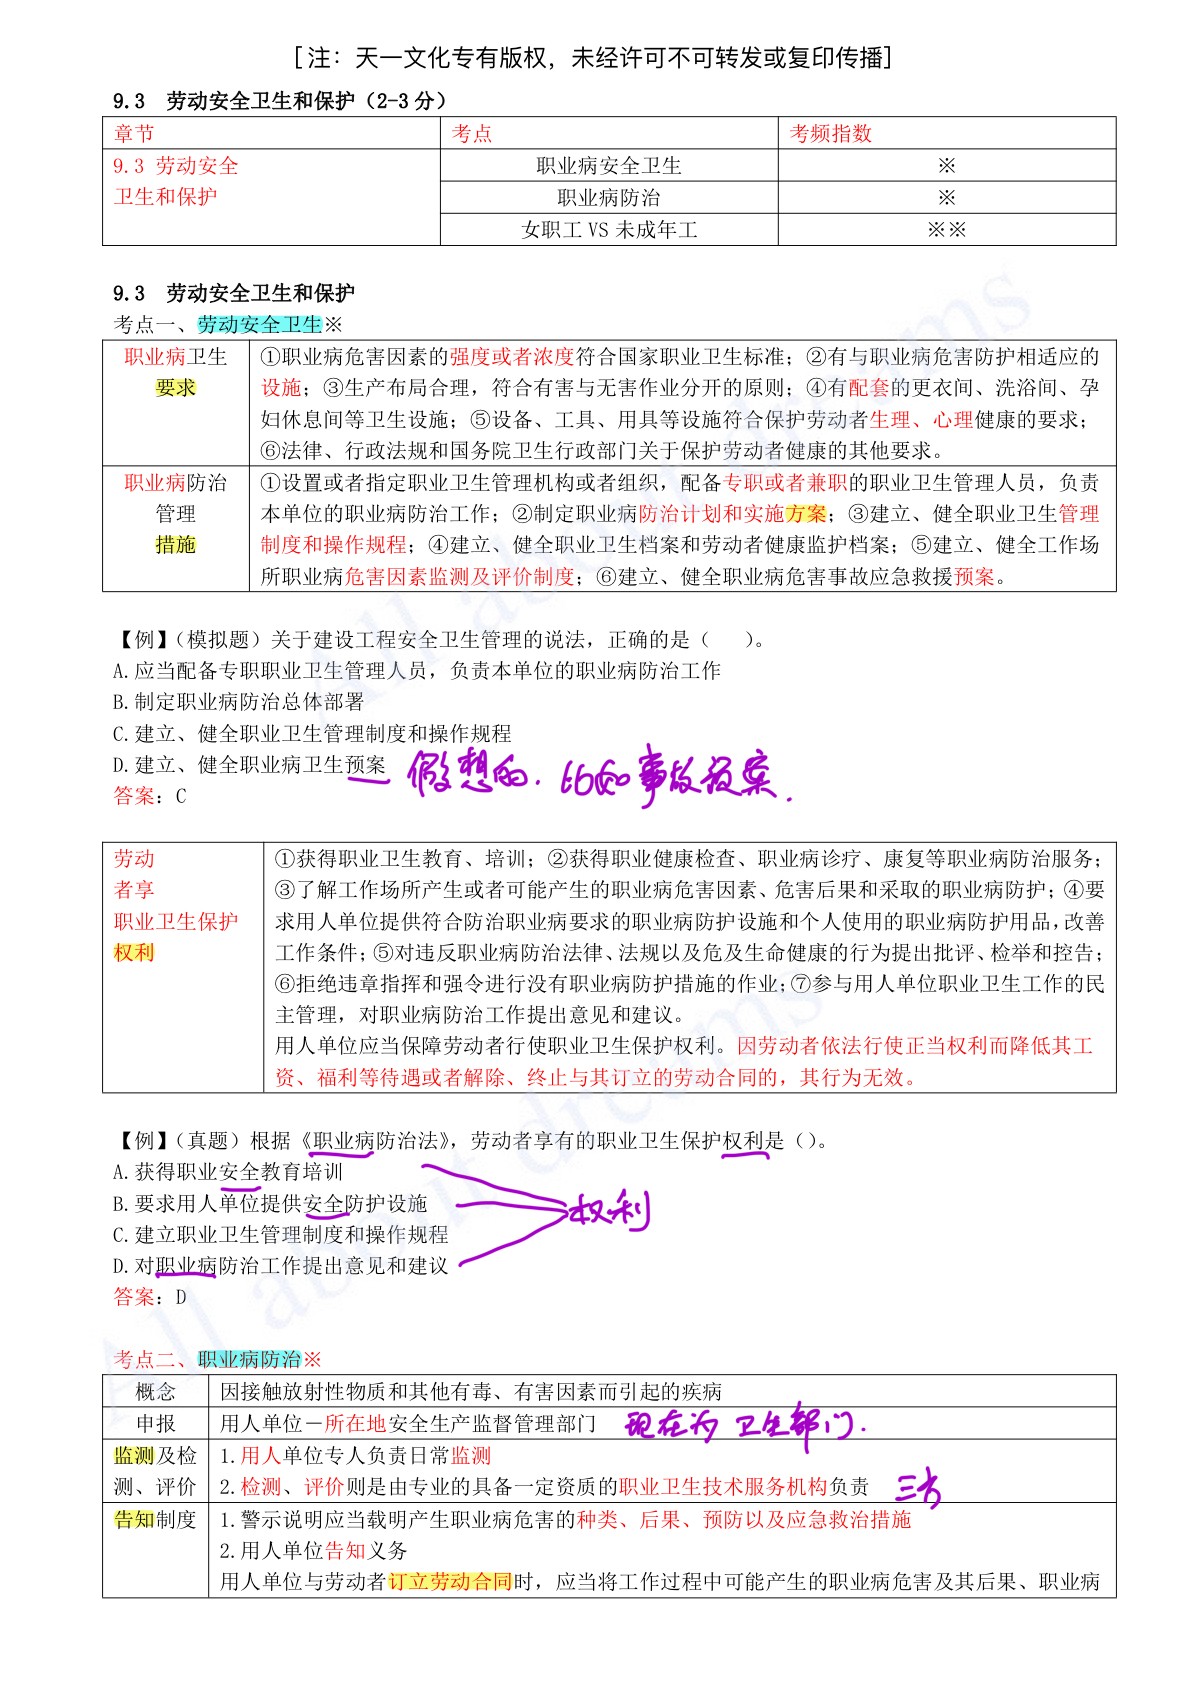 [注：天一文化专有版权，未经许可不可转发或复印传播]
9.3 劳动安全卫生和保护（2-3 分）
章节 考点 考频指数
9.3 劳动安全 职业病安全卫生 ※
卫生和保护 职业病防治 ※
女职工 VS 未成年工 ※※
9.3 劳动安全卫生和保护
考点一、劳动安全卫生※
职业病卫生 ①职业病危害因素的强度或者浓度符合国家职业卫生标准；②有与职业病危害防护相适应的
要求 设施；③生产布局合理，符合有害与无害作业分开的原则；④有配套的更衣间、洗浴间、孕
妇休息间等卫生设施；⑤设备、工具、用具等设施符合保护劳动者生理、心理健康的要求；
⑥法律、行政法规和国务院卫生行政部门关于保护劳动者健康的其他要求。
职业病防治 ①设置或者指定职业卫生管理机构或者组织，配备专职或者兼职的职业卫生管理人员，负责
管理 本单位的职业病防治工作；②制定职业病防治计划和实施方案；③建立、健全职业卫生管理
措施 制度和操作规程；④建立、健全职业卫生档案和劳动者健康监护档案；⑤建立、健全工作场
所职业病危害因素监测及评价制度；⑥建立、健全职业病危害事故应急救援预案。
【例】（模拟题）关于建设工程安全卫生管理的说法，正确的是（ ）。
A.应当配备专职职业卫生管理人员，负责本单位的职业病防治工作
B.制定职业病防治总体部署
C.建立、健全职业卫生管理制度和操作规程
D.建立、健全职业病卫生预案 假想的. 比如事故预案.
答案：C
劳动 ①获得职业卫生教育、培训；②获得职业健康检查、职业病诊疗、康复等职业病防治服务；
者享 ③了解工作场所产生或者可能产生的职业病危害因素、危害后果和采取的职业病防护；④要
职业卫生保护 求用人单位提供符合防治职业病要求的职业病防护设施和个人使用的职业病防护用品，改善
权利 工作条件；⑤对违反职业病防治法律、法规以及危及生命健康的行为提出批评、检举和控告；
⑥拒绝违章指挥和强令进行没有职业病防护措施的作业；⑦参与用人单位职业卫生工作的民
主管理，对职业病防治工作提出意见和建议。
用人单位应当保障劳动者行使职业卫生保护权利。因劳动者依法行使正当权利而降低其工
资、福利等待遇或者解除、终止与其订立的劳动合同的，其行为无效。
【例】（真题）根据《职业病防治法》，劳动者享有的职业卫生保护权利是（）。
A.获得职业安全教育培训
B.要求用人单位提供安全防护设施 权利
C.建立职业卫生管理制度和操作规程
D.对职业病防治工作提出意见和建议
答案：D
考点二、职业病防治※
概念 因接触放射性物质和其他有毒、有害因素而引起的疾病
申报 用人单位－所在地安全生产监督管理部门 现在为 卫生部门.
监测及检 1.用人单位专人负责日常监测
测、评价 2.检测、评价则是由专业的具备一定资质的职业卫生技术服务机构负责 三方
告知制度 1.警示说明应当载明产生职业病危害的种类、后果、预防以及应急救治措施
2.用人单位告知义务
用人单位与劳动者订立劳动合同时，应当将工作过程中可能产生的职业病危害及其后果、职业病
All about dreams
All about dreams